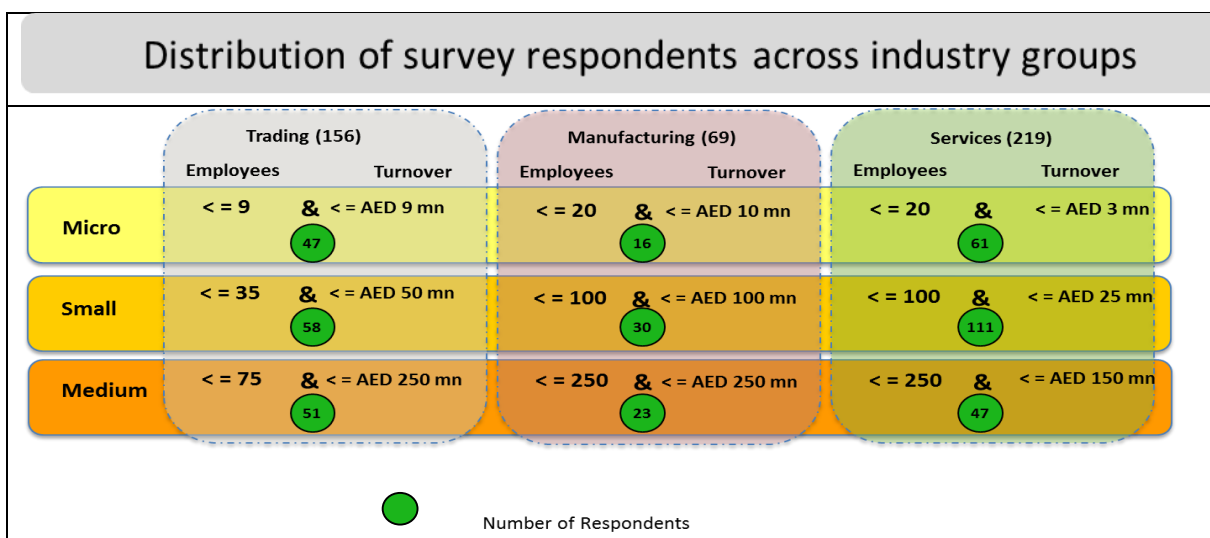 Distribution of survey respondents across industry groups
Trading (156) Manufacturing (69) Services (219)
Employees Turnover Employees Turnover Employees Turnover
Micro < = 9 & < = AED 9 mn < = 20 & < = AED 10 mn < = 20 & < = AED 3 mn
47 16 61
Small < = 35 & < = AED 50 mn < = 100 & < = AED 100 mn < = 100 & < = AED 25 mn
58 30 111
Medium < = 75 & < = AED 250 mn < = 250 & < = AED 250 mn < = 250 & < = AED 150 mn
51 23 47
Number of Respondents